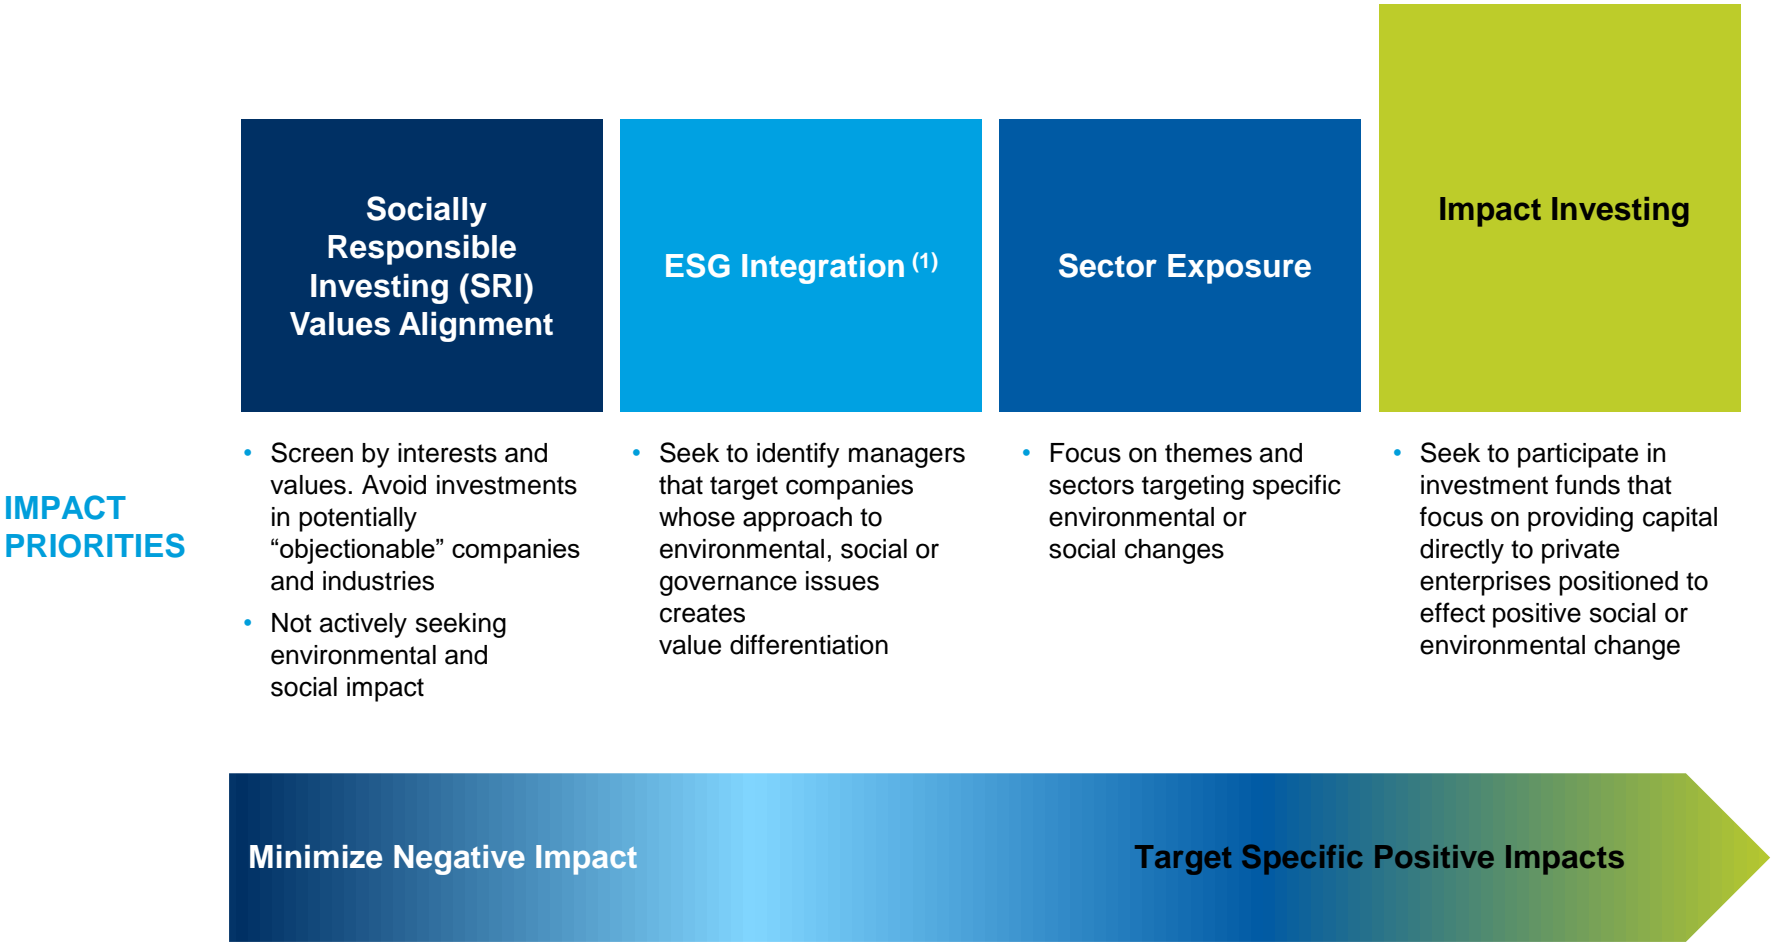 Socially
Responsible
Investing (SRI)
Values Alignment
ESG Integration (1)
Sector Exposure
Impact Investing
IMPACT
PRIORITIES
• Screen by interests and
values. Avoid investments
in potentially
“objectionable” companies
and industries
• Not actively seeking
environmental and
social impact
• Seek to identify managers
that target companies
whose approach to
environmental, social or
governance issues
creates
value differentiation
• Focus on themes and
sectors targeting specific
environmental or
social changes
• Seek to participate in
investment funds that
focus on providing capital
directly to private
enterprises positioned to
effect positive social or
environmental change
Minimize Negative Impact
Target Specific Positive Impacts